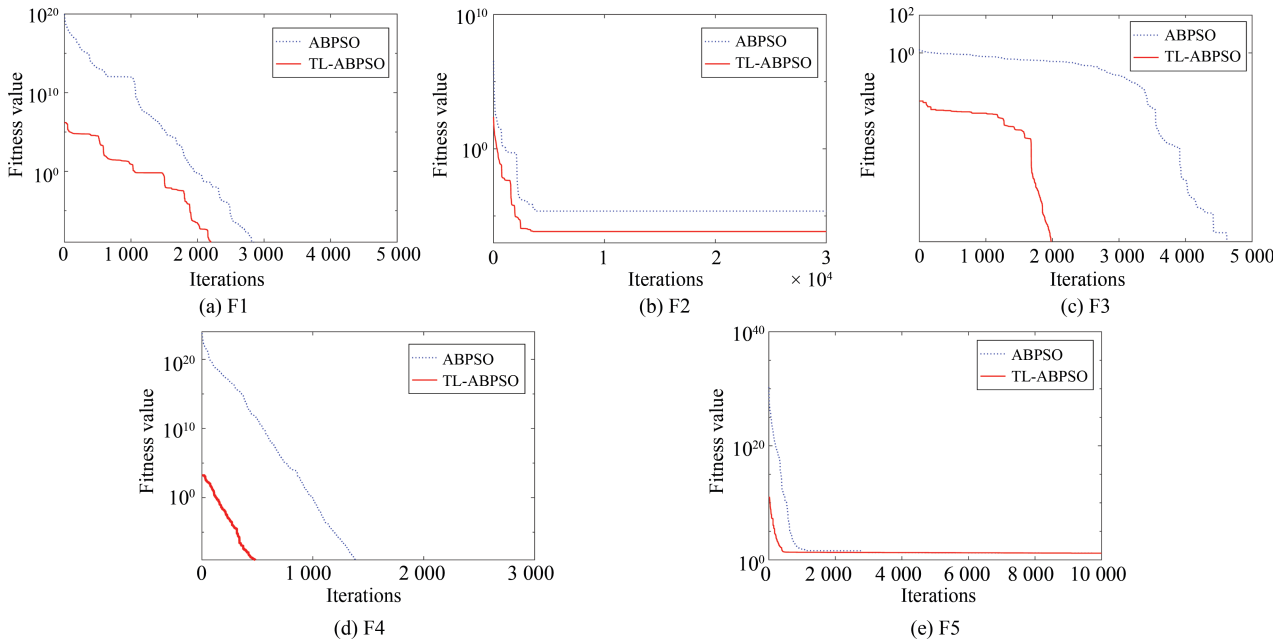 10^20
10^10
10^0
Fitness value
ABPSO
TL-ABPSO
0 1 000 2 000 3 000 4 000 5 000
Iterations
(a) F1
10^10
10^0
Fitness value
ABPSO
TL-ABPSO
0 1 2 3
Iterations
× 10^4
(b) F2
10^2
10^0
Fitness value
ABPSO
TL-ABPSO
0 1 000 2 000 3 000 4 000 5 000
Iterations
(c) F3
10^20
10^10
10^0
Fitness value
ABPSO
TL-ABPSO
0 1 000 2 000 3 000
Iterations
(d) F4
10^40
10^20
10^10
10^0
Fitness value
ABPSO
TL-ABPSO
0 2 000 4 000 6 000 8 000 10 000
Iterations
(e) F5